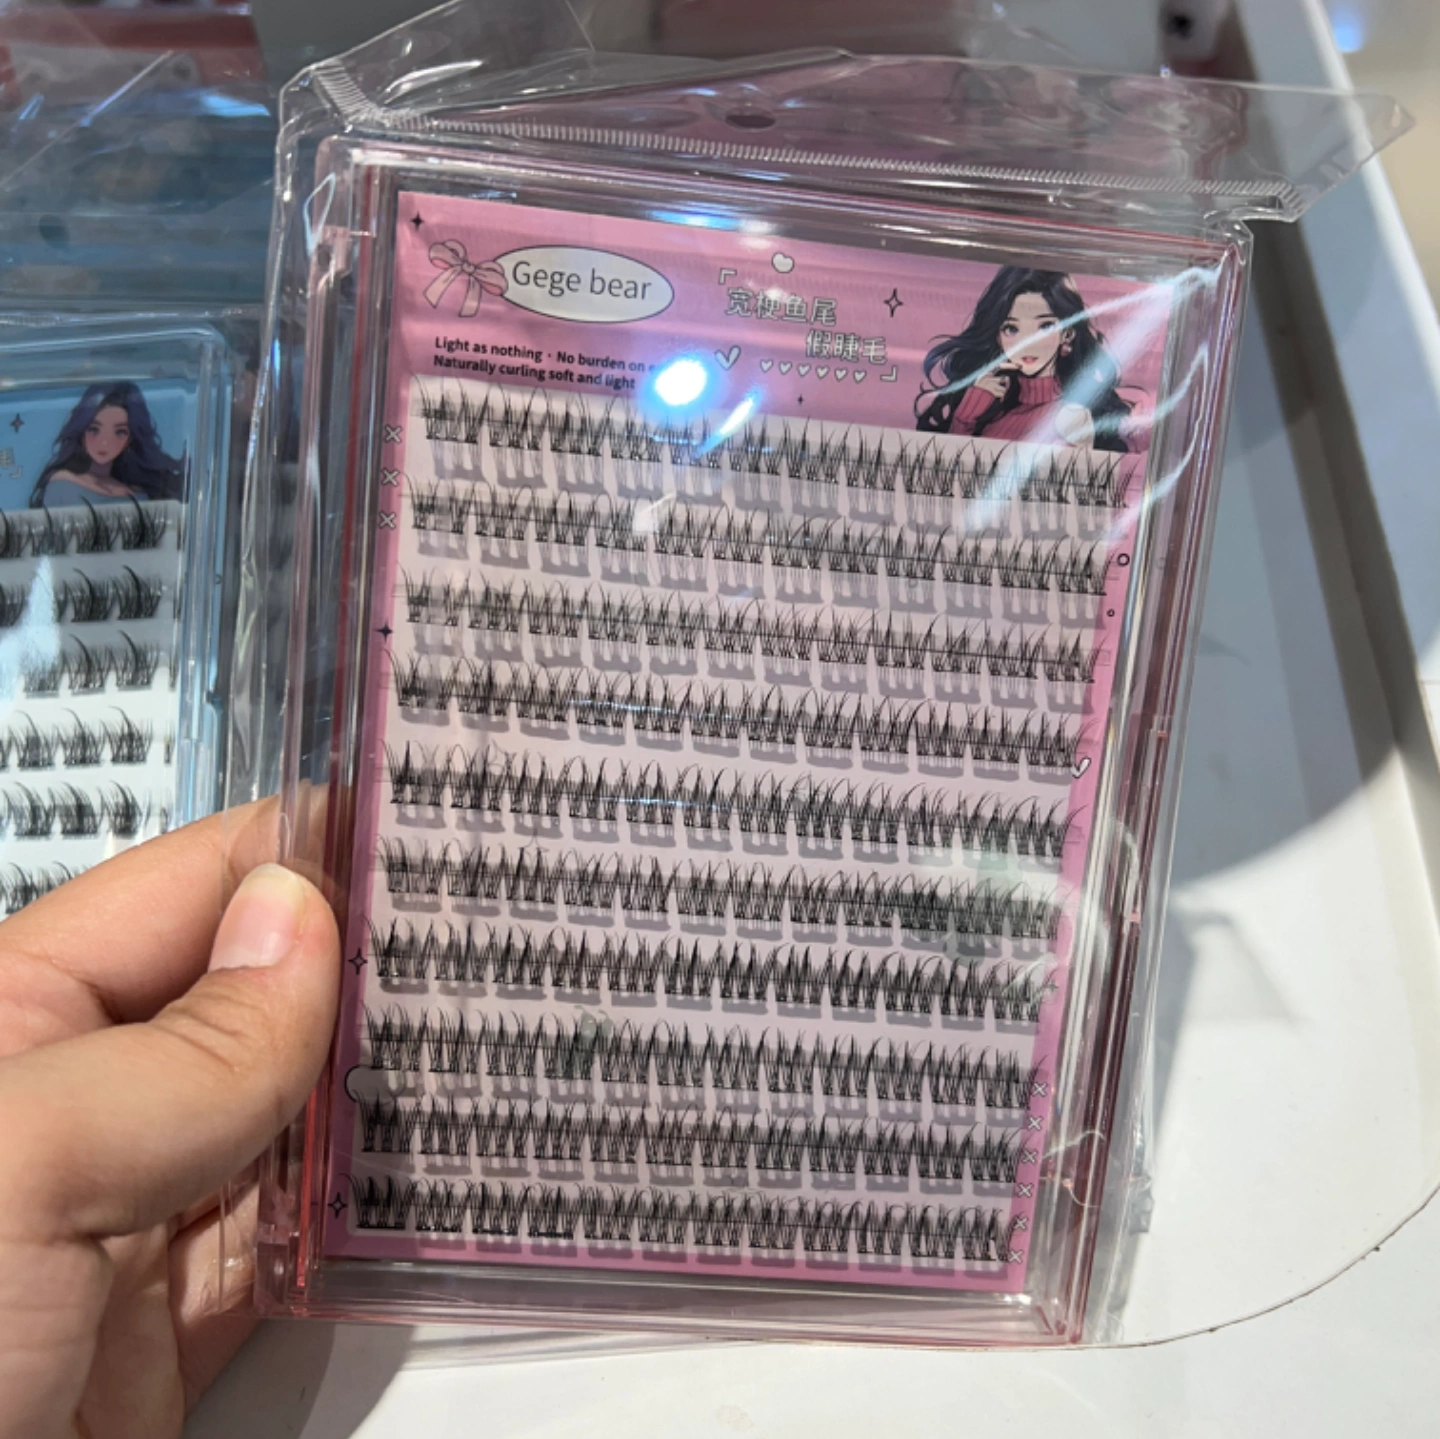 Gege bear
「宽梗鱼尾
假睫毛」
Light as nothing · No burden on
Naturally curling soft and light
毛」